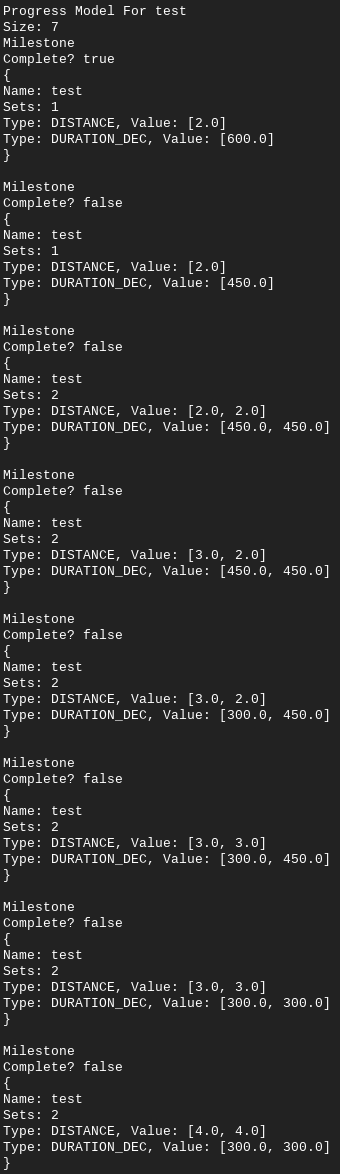 Progress Model For test
Size: 7
Milestone
Complete? true
{
Name: test
Sets: 1
Type: DISTANCE, Value: [2.0]
Type: DURATION_DEC, Value: [600.0]
}

Milestone
Complete? false
{
Name: test
Sets: 1
Type: DISTANCE, Value: [2.0]
Type: DURATION_DEC, Value: [450.0]
}

Milestone
Complete? false
{
Name: test
Sets: 2
Type: DISTANCE, Value: [2.0, 2.0]
Type: DURATION_DEC, Value: [450.0, 450.0]
}

Milestone
Complete? false
{
Name: test
Sets: 2
Type: DISTANCE, Value: [3.0, 2.0]
Type: DURATION_DEC, Value: [450.0, 450.0]
}

Milestone
Complete? false
{
Name: test
Sets: 2
Type: DISTANCE, Value: [3.0, 2.0]
Type: DURATION_DEC, Value: [300.0, 450.0]
}

Milestone
Complete? false
{
Name: test
Sets: 2
Type: DISTANCE, Value: [3.0, 3.0]
Type: DURATION_DEC, Value: [300.0, 450.0]
}

Milestone
Complete? false
{
Name: test
Sets: 2
Type: DISTANCE, Value: [3.0, 3.0]
Type: DURATION_DEC, Value: [300.0, 300.0]
}

Milestone
Complete? false
{
Name: test
Sets: 2
Type: DISTANCE, Value: [4.0, 4.0]
Type: DURATION_DEC, Value: [300.0, 300.0]
}